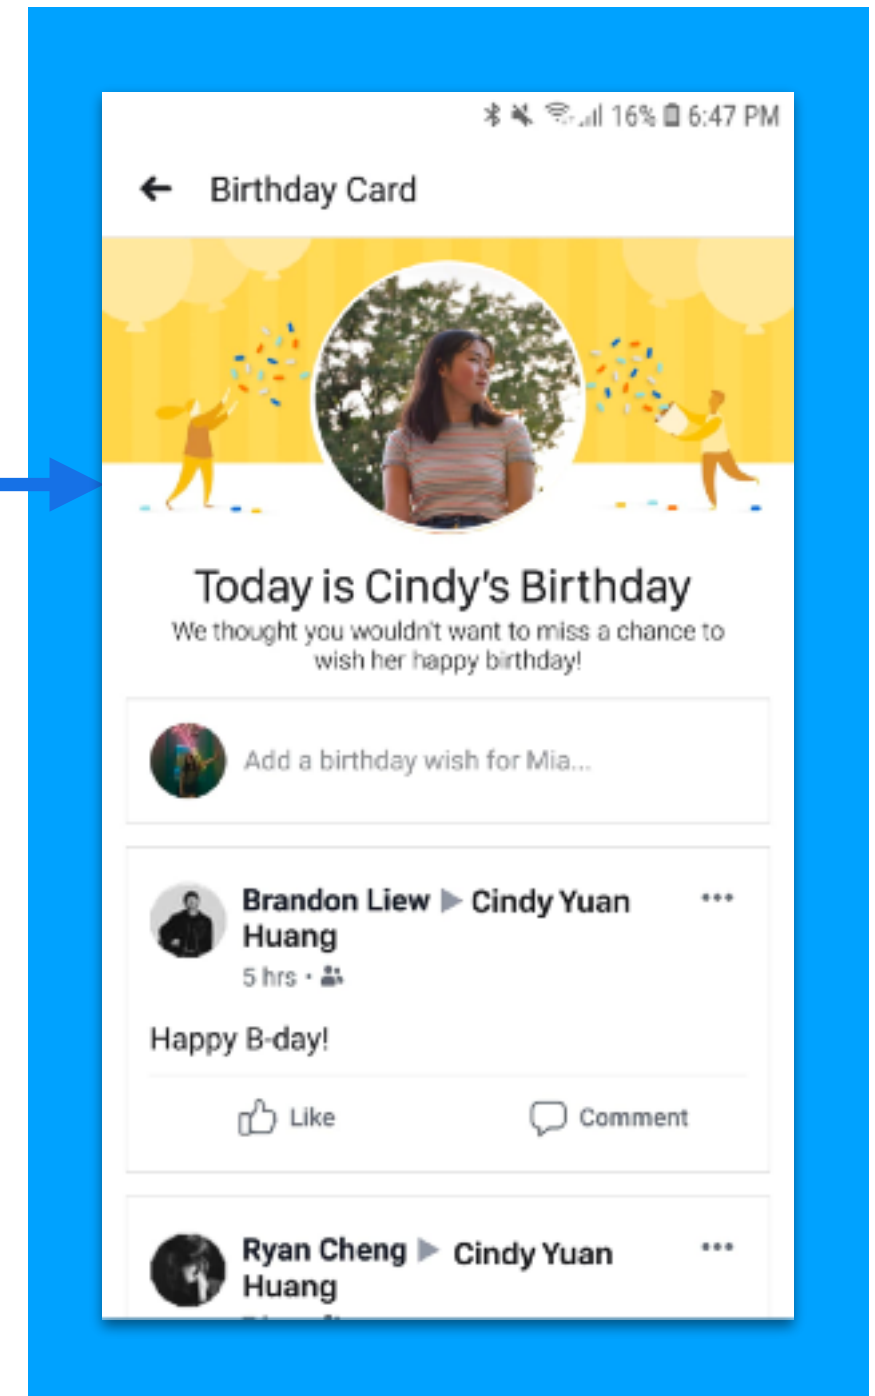 16% 6:47 PM
Birthday Card
Today is Cindy's Birthday
We thought you wouldn't want to miss a chance to
wish her happy birthday!
Add a birthday wish for Mia...
Brandon Liew ▶ Cindy Yuan
Huang
5 hrs ·
Happy B-day!
Like
Comment
Ryan Cheng ▶ Cindy Yuan
Huang